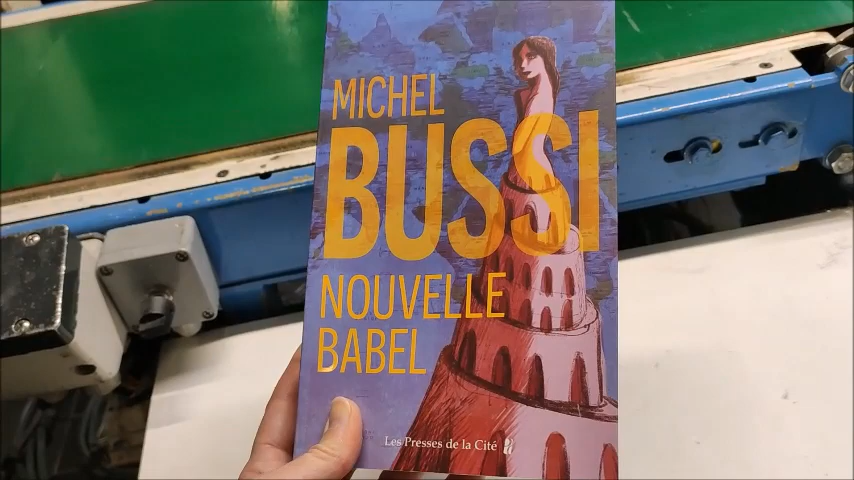 MICHEL
BUSSI
NOUVELLE
BABEL
Les Presses de la Cité